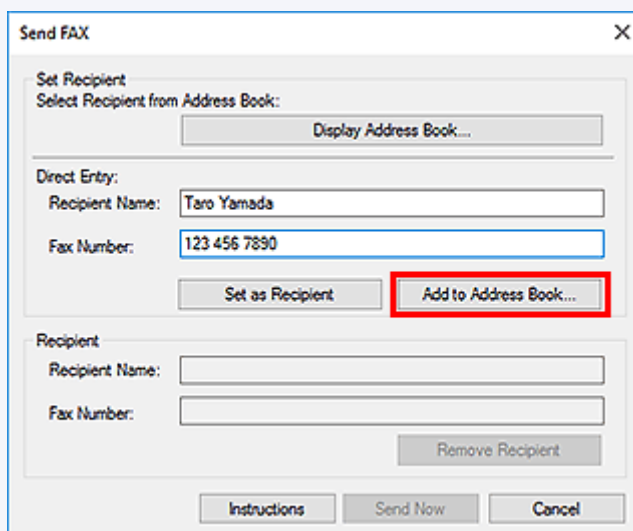 Send FAX
Set Recipient
Select Recipient from Address Book:
Display Address Book...
Direct Entry:
Recipient Name: Taro Yamada
Fax Number: 123 456 7890
Set as Recipient Add to Address Book...
Recipient
Recipient Name:
Fax Number:
Remove Recipient
Instructions Send Now Cancel